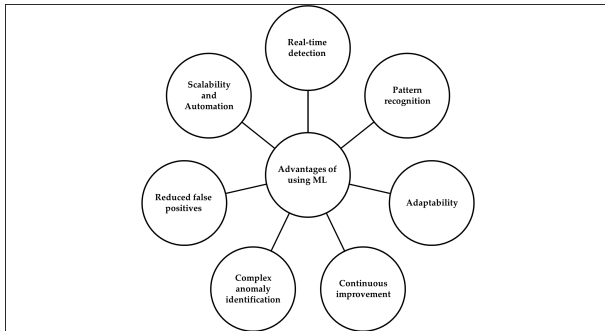 Real-time
detection
Scalability
and
Automation
Pattern
recognition
Advantages of
using ML
Reduced false
positives
Adaptability
Complex
anomaly
identification
Continuous
improvement